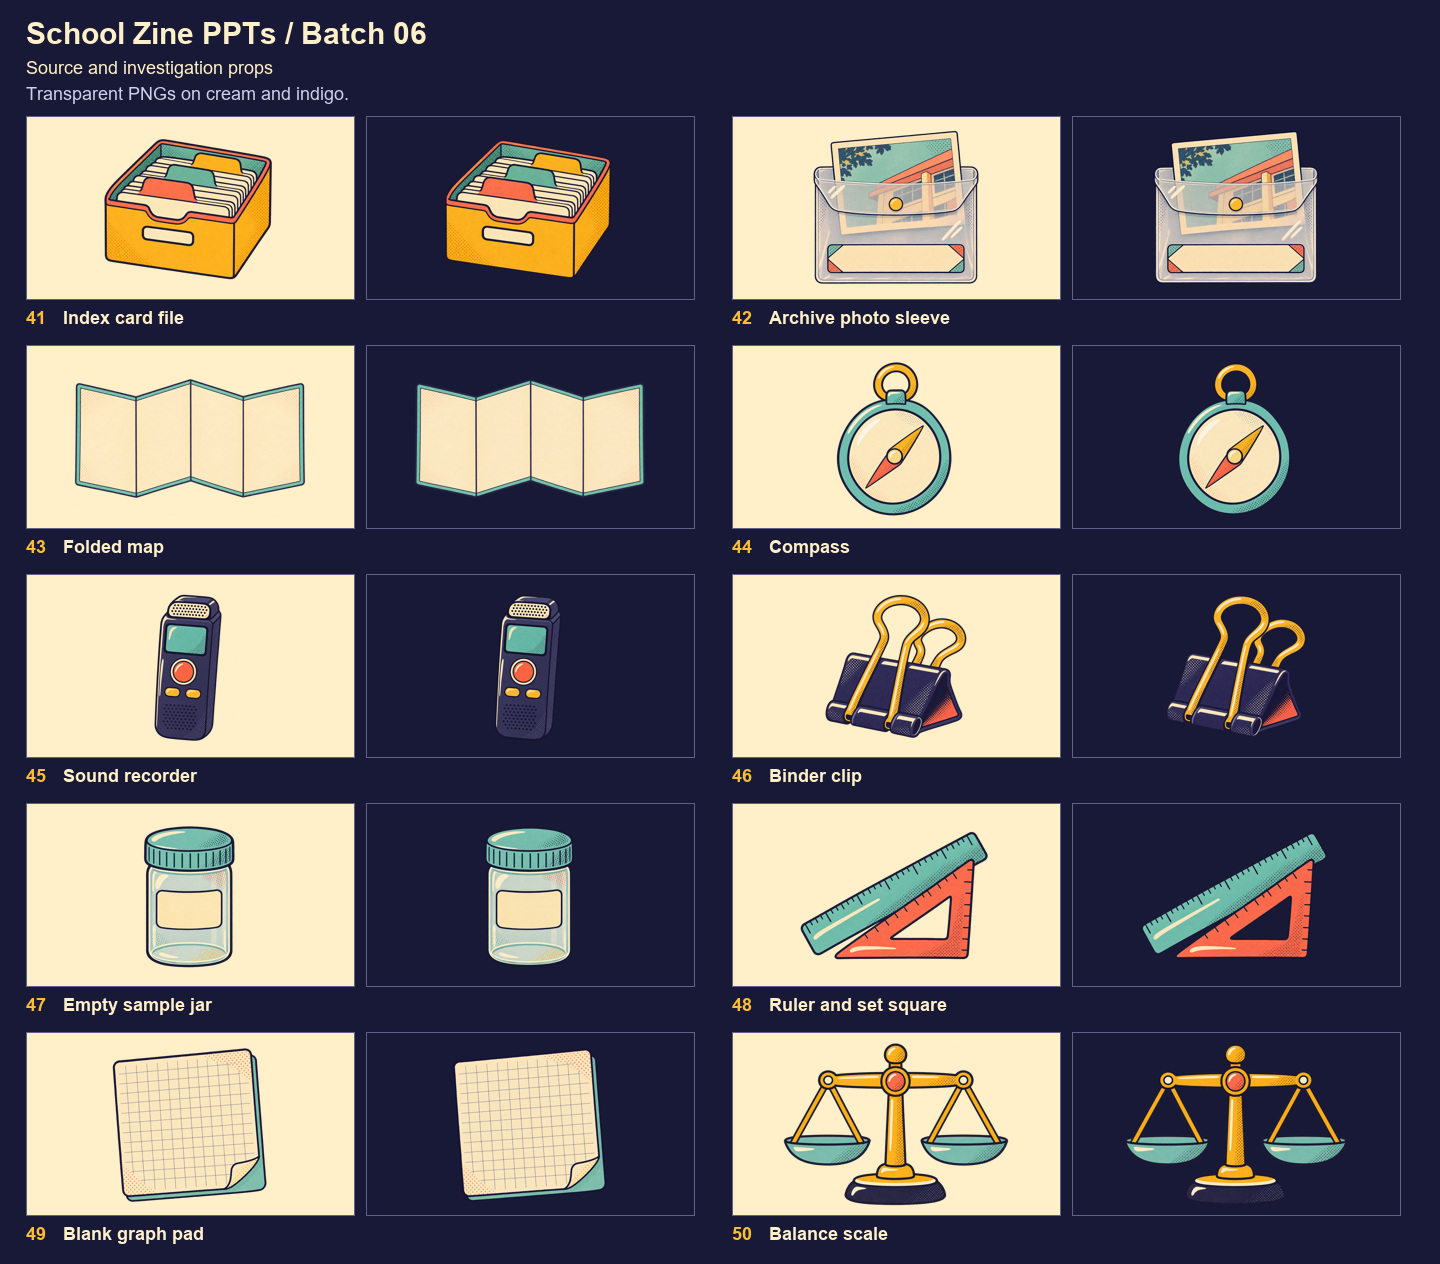 School Zine PPTs / Batch 06
Source and investigation props
Transparent PNGs on cream and indigo.
41 Index card file
42 Archive photo sleeve
43 Folded map
44 Compass
45 Sound recorder
46 Binder clip
47 Empty sample jar
48 Ruler and set square
49 Blank graph pad
50 Balance scale